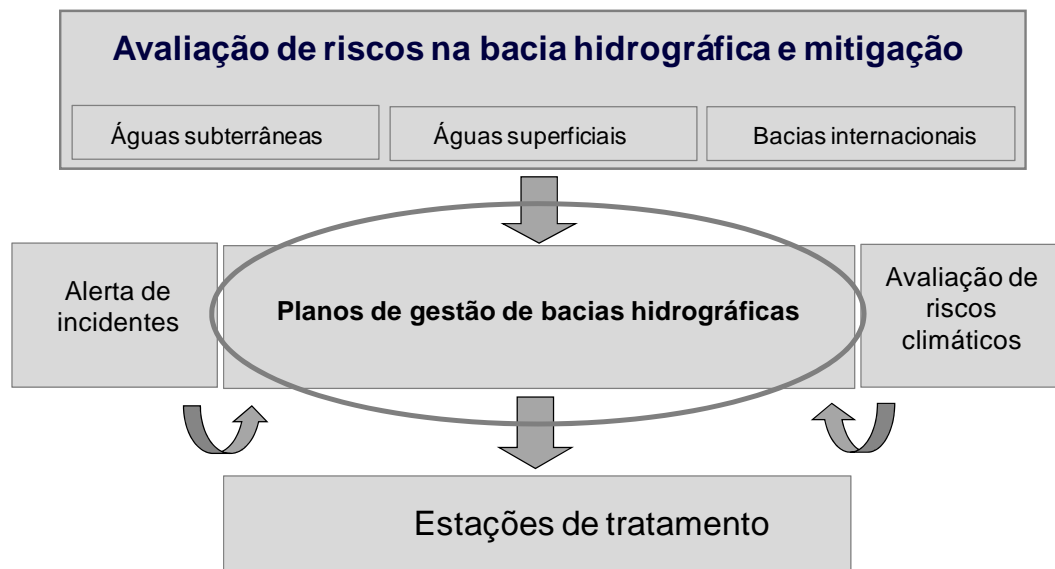 Avaliação de riscos na bacia hidrográfica e mitigação
Águas subterrâneas
Águas superficiais
Bacias internacionais
Alerta de
incidentes
Planos de gestão de bacias hidrográficas
Avaliação de
riscos
climáticos
Estações de tratamento